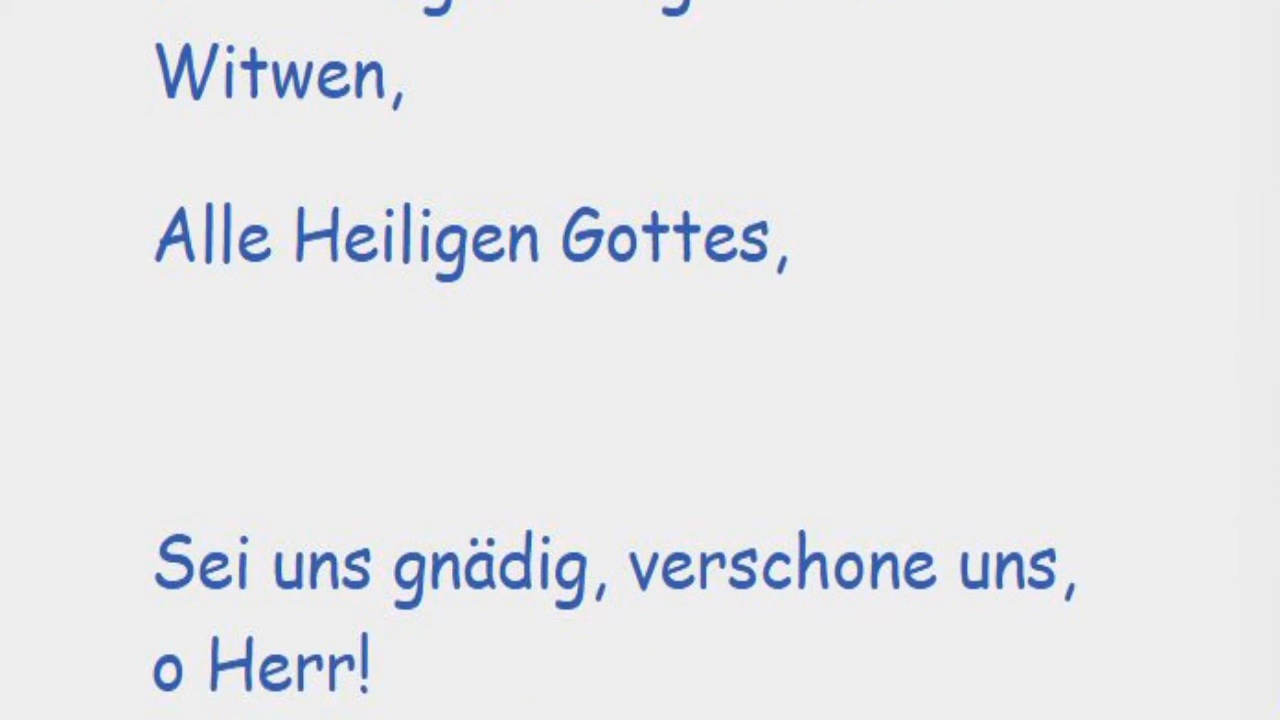 Witwen,
Alle Heiligen Gottes,
Sei uns gnädig, verschone uns,
o Herr!